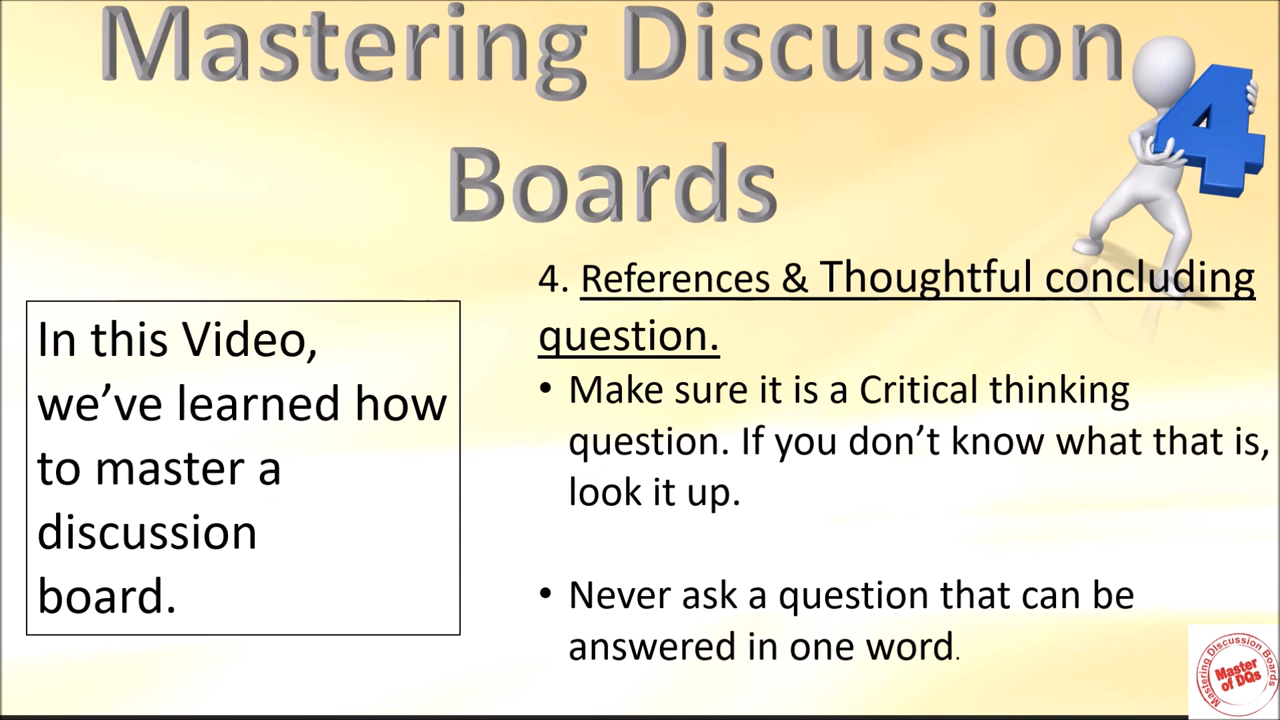 Mastering Discussion
Boards
4
4. References & Thoughtful concluding
question.
In this Video,
we’ve learned how
to master a
discussion
board.
• Make sure it is a Critical thinking
question. If you don’t know what that is,
look it up.
• Never ask a question that can be
answered in one word.
Mastering Discussion Boards
Master
of DQs